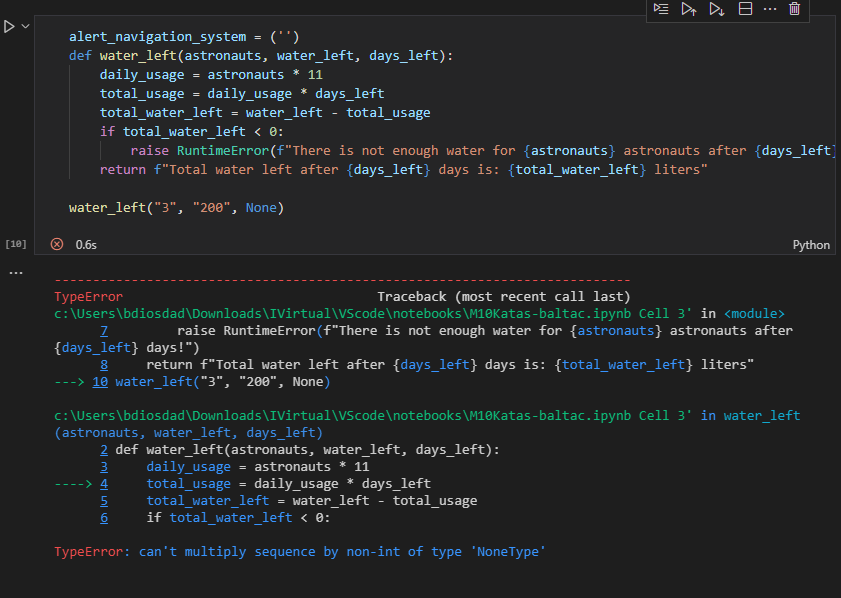 alert_navigation_system = ('')
def water_left(astronauts, water_left, days_left):
    daily_usage = astronauts * 11
    total_usage = daily_usage * days_left
    total_water_left = water_left - total_usage
    if total_water_left < 0:
        raise RuntimeError(f"There is not enough water for {astronauts} astronauts after {days_left}
    return f"Total water left after {days_left} days is: {total_water_left} liters"
water_left("3", "200", None)
[10] 0.6s Python
...
---------------------------------------------------------------------------
TypeError                                 Traceback (most recent call last)
c:\Users\bdiosdad\Downloads\IVirtual\VScode\notebooks\M10Katas-baltac.ipynb Cell 3' in <module>
      7         raise RuntimeError(f"There is not enough water for {astronauts} astronauts after
{days_left} days!")
      8     return f"Total water left after {days_left} days is: {total_water_left} liters"
---> 10 water_left("3", "200", None)
c:\Users\bdiosdad\Downloads\IVirtual\VScode\notebooks\M10Katas-baltac.ipynb Cell 3' in water_left
(astronauts, water_left, days_left)
      2 def water_left(astronauts, water_left, days_left):
      3     daily_usage = astronauts * 11
----> 4     total_usage = daily_usage * days_left
      5     total_water_left = water_left - total_usage
      6     if total_water_left < 0:
TypeError: can't multiply sequence by non-int of type 'NoneType'